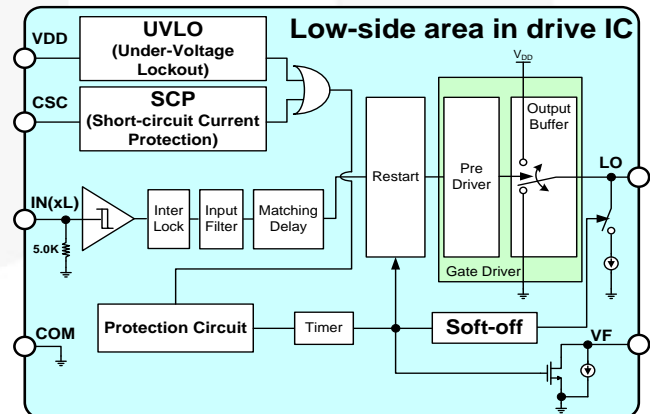 Low-side area in drive IC
VDD
UVLO
(Under-Voltage
Lockout)
CSC
SCP
(Short-circuit Current
Protection)
VDD
Output
Buffer
Pre
Driver
Gate Driver
Restart
LO
IN(xL)
5.0K
Inter
Lock
Input
Filter
Matching
Delay
COM
Protection Circuit
Timer
Soft-off
VF